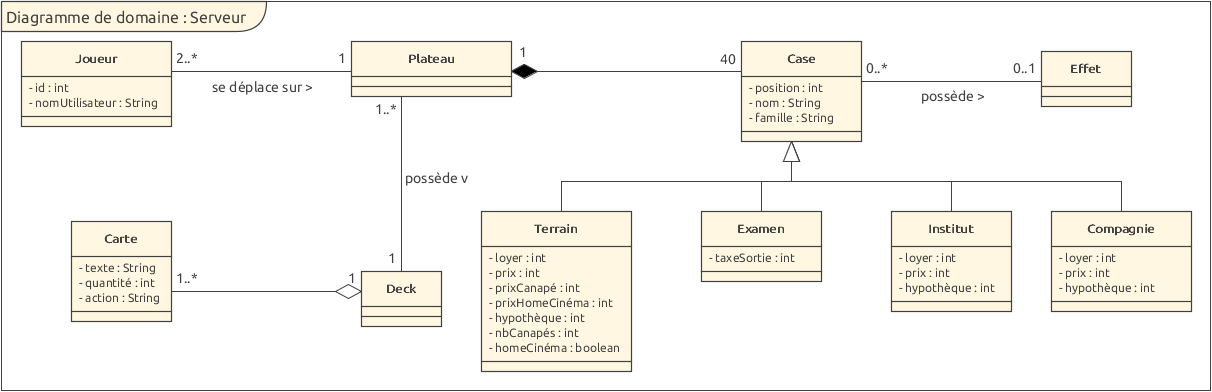 Diagramme de domaine : Serveur
Joueur
- id : int
- nomUtilisateur : String
2..*
1
se déplace sur >
Plateau
1
40
Case
- position : int
- nom : String
- famille : String
0..*
0..1
possède >
Effet
1..*
possède v
1
Carte
- texte : String
- quantité : int
- action : String
1..*
1
Deck
Terrain
- loyer : int
- prix : int
- prixCanapé : int
- prixHomeCinéma : int
- hypothèque : int
- nbCanapés : int
- homeCinéma : boolean
Examen
- taxeSortie : int
Institut
- loyer : int
- prix : int
- hypothèque : int
Compagnie
- loyer : int
- prix : int
- hypothèque : int